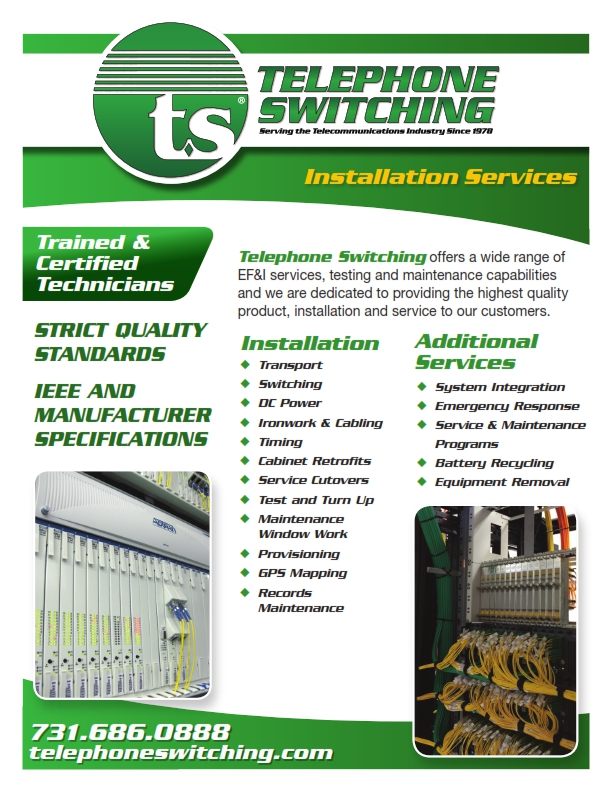 t.s®
TELEPHONE
SWITCHING
Serving the Telecommunications Industry Since 1978
Installation Services
Trained &
Certified
Technicians
STRICT QUALITY
STANDARDS
IEEE AND
MANUFACTURER
SPECIFICATIONS
Telephone Switching offers a wide range of
EF&I services, testing and maintenance capabilities
and we are dedicated to providing the highest quality
product, installation and service to our customers.
Installation
Transport
Switching
DC Power
Ironwork & Cabling
Timing
Cabinet Retrofits
Service Cutovers
Test and Turn Up
Maintenance
Window Work
Provisioning
GPS Mapping
Records
Maintenance
Additional
Services
System Integration
Emergency Response
Service & Maintenance
Programs
Battery Recycling
Equipment Removal
731.686.0888
telephoneswitching.com